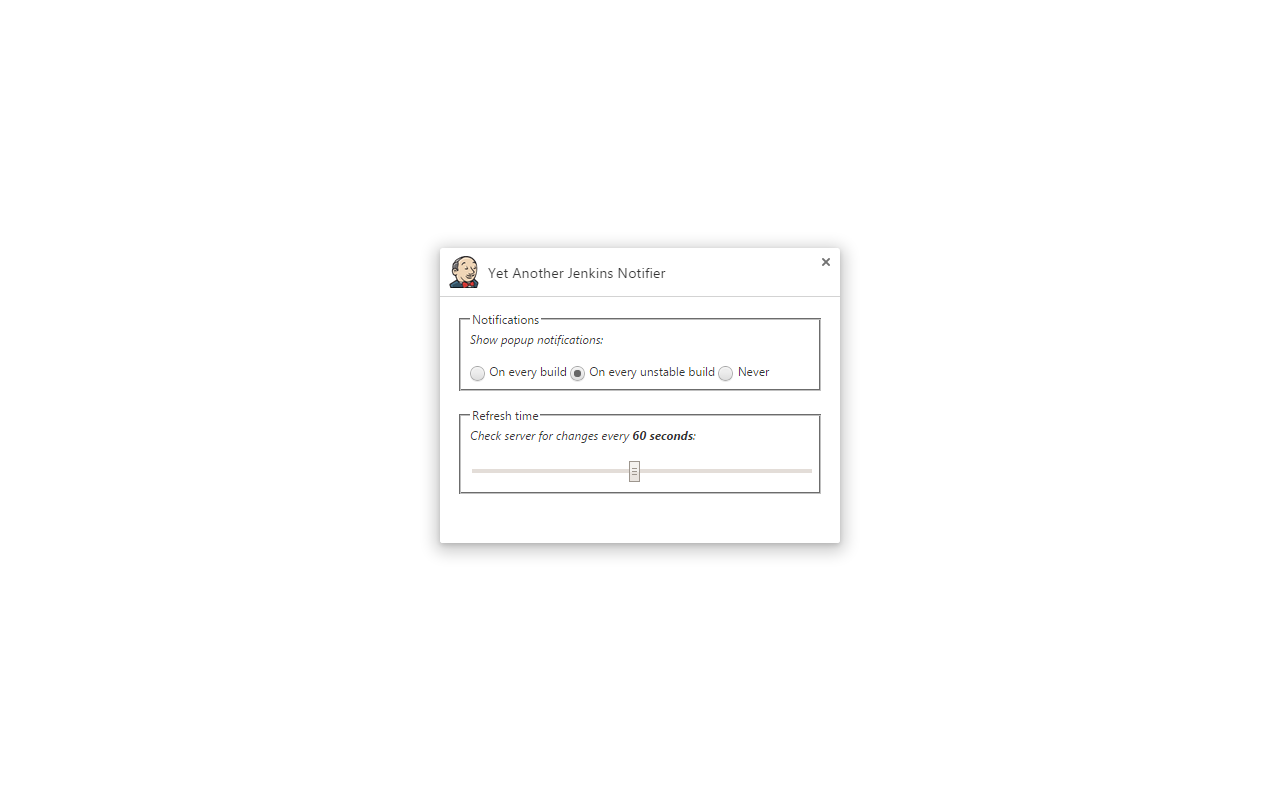 Yet Another Jenkins Notifier
Notifications
Show popup notifications:
On every build On every unstable build Never
Refresh time
Check server for changes every 60 seconds: